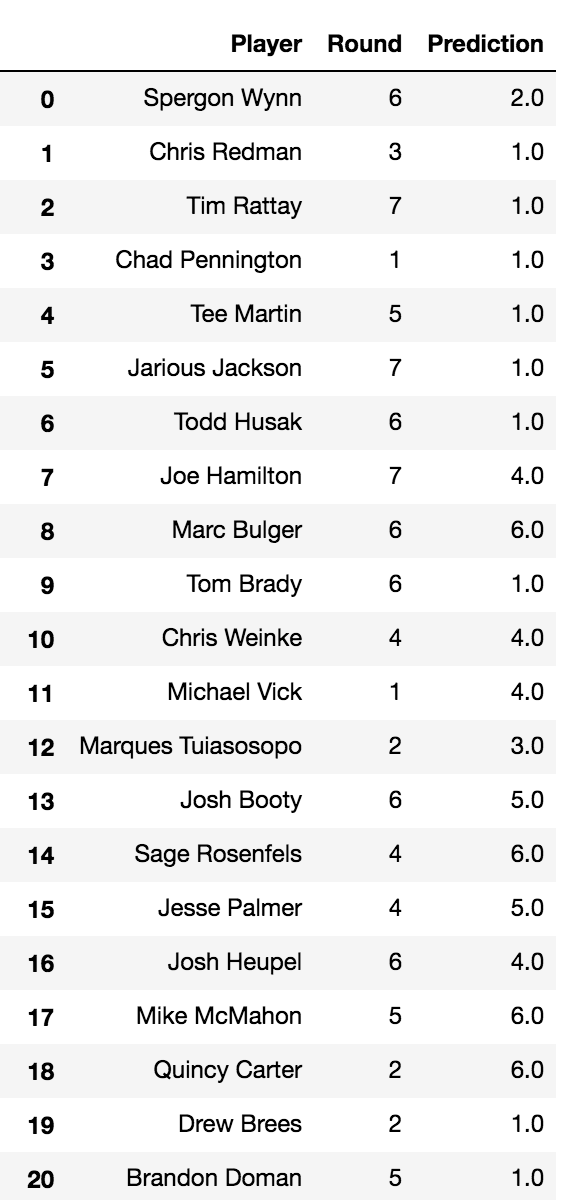 Player Round Prediction
0 Spergon Wynn 6 2.0
1 Chris Redman 3 1.0
2 Tim Rattay 7 1.0
3 Chad Pennington 1 1.0
4 Tee Martin 5 1.0
5 Jarious Jackson 7 1.0
6 Todd Husak 6 1.0
7 Joe Hamilton 7 4.0
8 Marc Bulger 6 6.0
9 Tom Brady 6 1.0
10 Chris Weinke 4 4.0
11 Michael Vick 1 4.0
12 Marques Tuiasosopo 2 3.0
13 Josh Booty 6 5.0
14 Sage Rosenfels 4 6.0
15 Jesse Palmer 4 5.0
16 Josh Heupel 6 4.0
17 Mike McMahon 5 6.0
18 Quincy Carter 2 6.0
19 Drew Brees 2 1.0
20 Brandon Doman 5 1.0